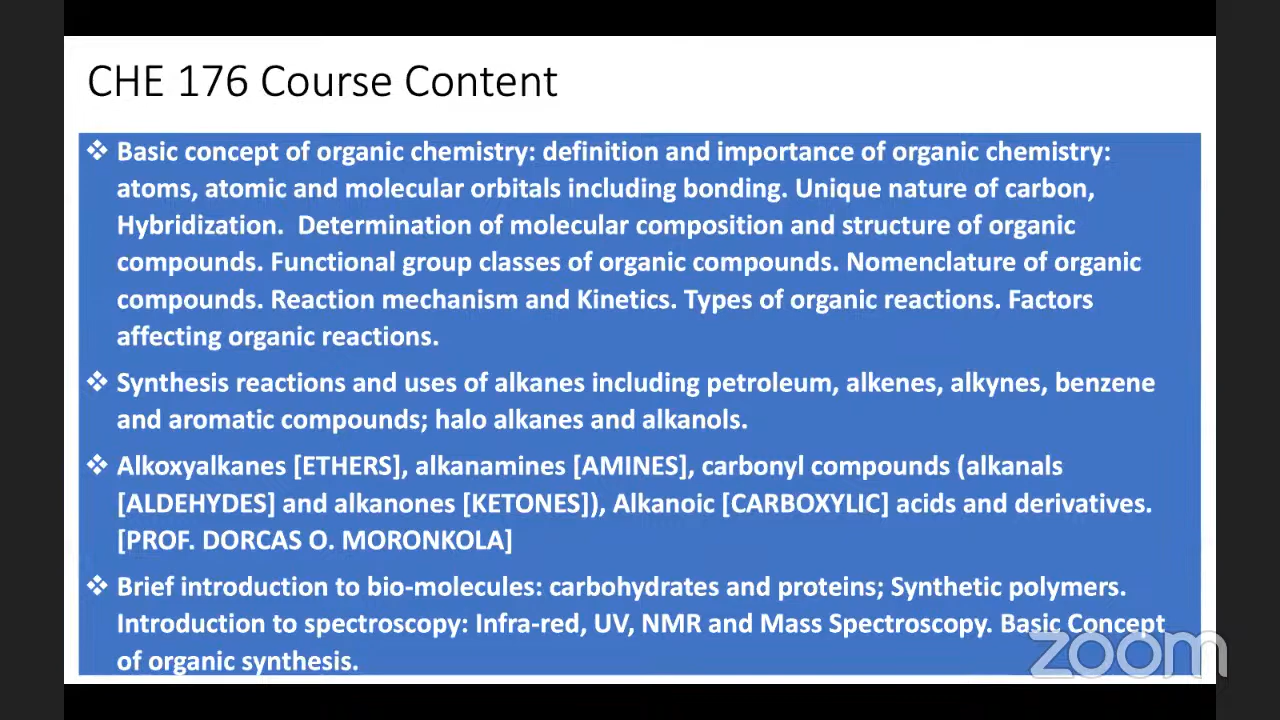 CHE 176 Course Content
❖ Basic concept of organic chemistry: definition and importance of organic chemistry:
atoms, atomic and molecular orbitals including bonding. Unique nature of carbon,
Hybridization.  Determination of molecular composition and structure of organic
compounds. Functional group classes of organic compounds. Nomenclature of organic
compounds. Reaction mechanism and Kinetics. Types of organic reactions. Factors
affecting organic reactions.
❖ Synthesis reactions and uses of alkanes including petroleum, alkenes, alkynes, benzene
and aromatic compounds; halo alkanes and alkanols.
❖ Alkoxyalkanes [ETHERS], alkanamines [AMINES], carbonyl compounds (alkanals
[ALDEHYDES] and alkanones [KETONES]), Alkanoic [CARBOXYLIC] acids and derivatives.
[PROF. DORCAS O. MORONKOLA]
❖ Brief introduction to bio-molecules: carbohydrates and proteins; Synthetic polymers.
Introduction to spectroscopy: Infra-red, UV, NMR and Mass Spectroscopy. Basic Concept
of organic synthesis.
zoom